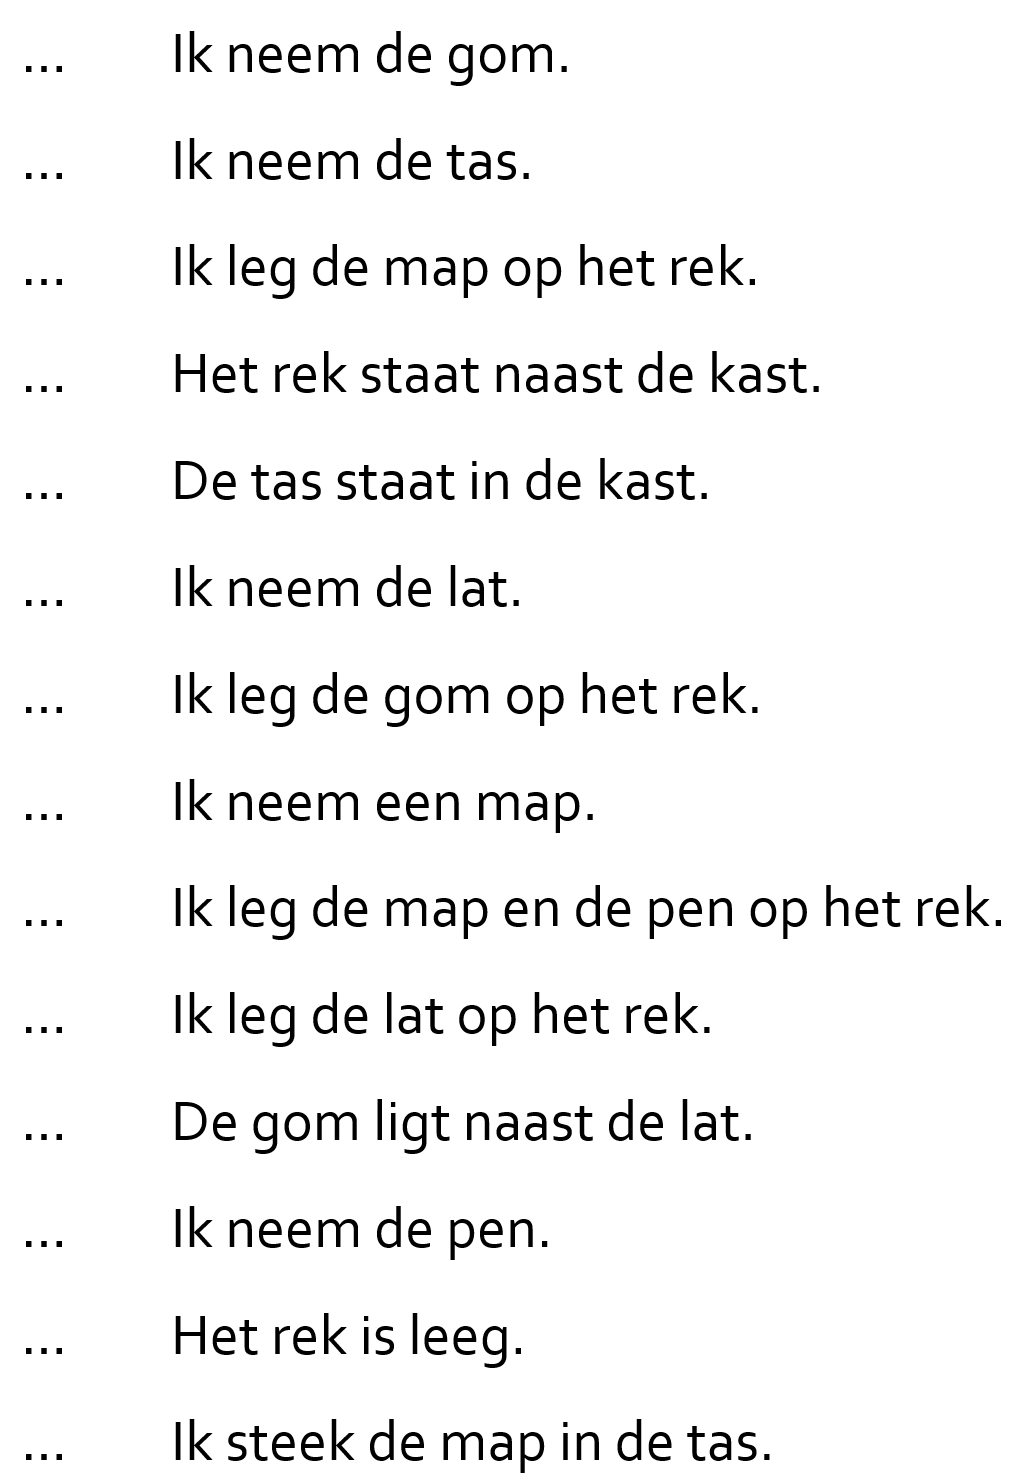 ... Ik neem de gom.
... Ik neem de tas.
... Ik leg de map op het rek.
... Het rek staat naast de kast.
... De tas staat in de kast.
... Ik neem de lat.
... Ik leg de gom op het rek.
... Ik neem een map.
... Ik leg de map en de pen op het rek.
... Ik leg de lat op het rek.
... De gom ligt naast de lat.
... Ik neem de pen.
... Het rek is leeg.
... Ik steek de map in de tas.